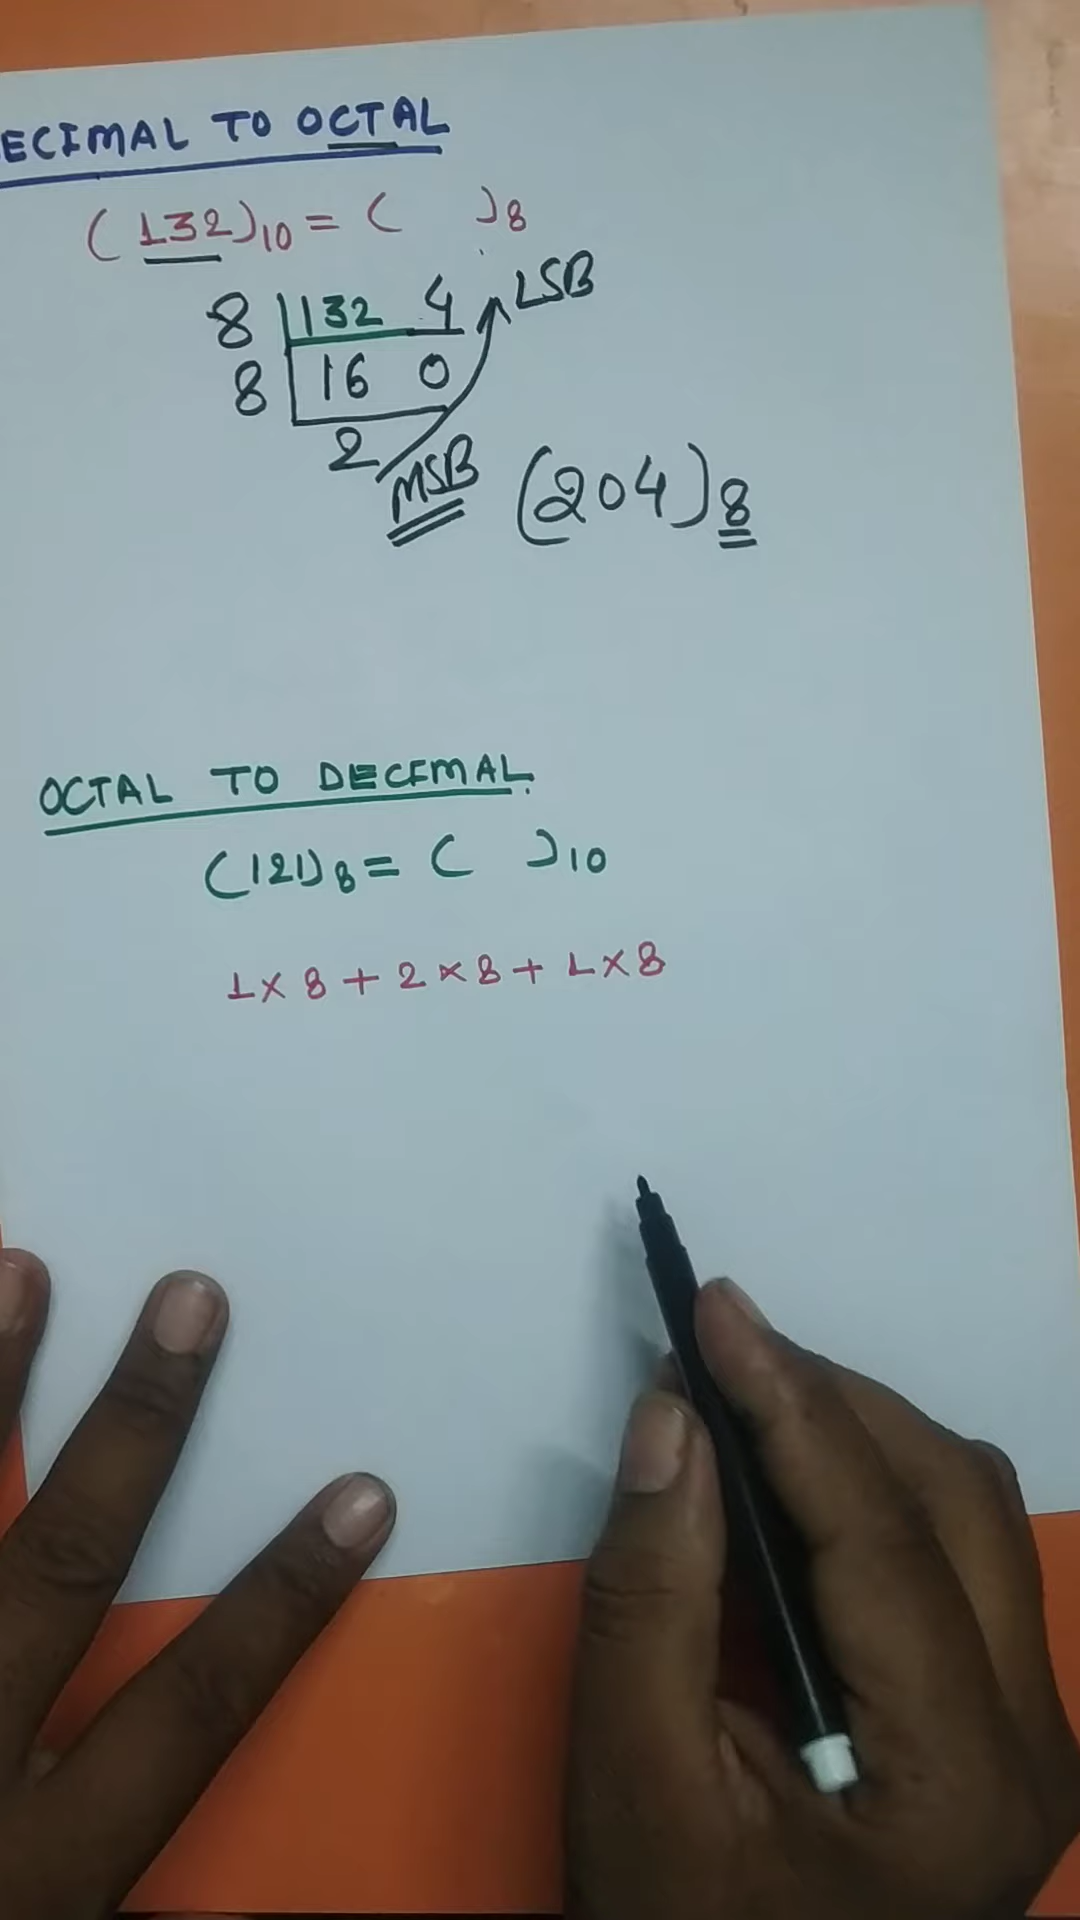 ECIMAL TO OCTAL
(132)10 = ( )8
8 132 4 LSB
8 16 0
2 MSB (204)8
OCTAL TO DECIMAL.
(121)8 = ( )10
1 × 8 + 2 × 8 + 1 × 8